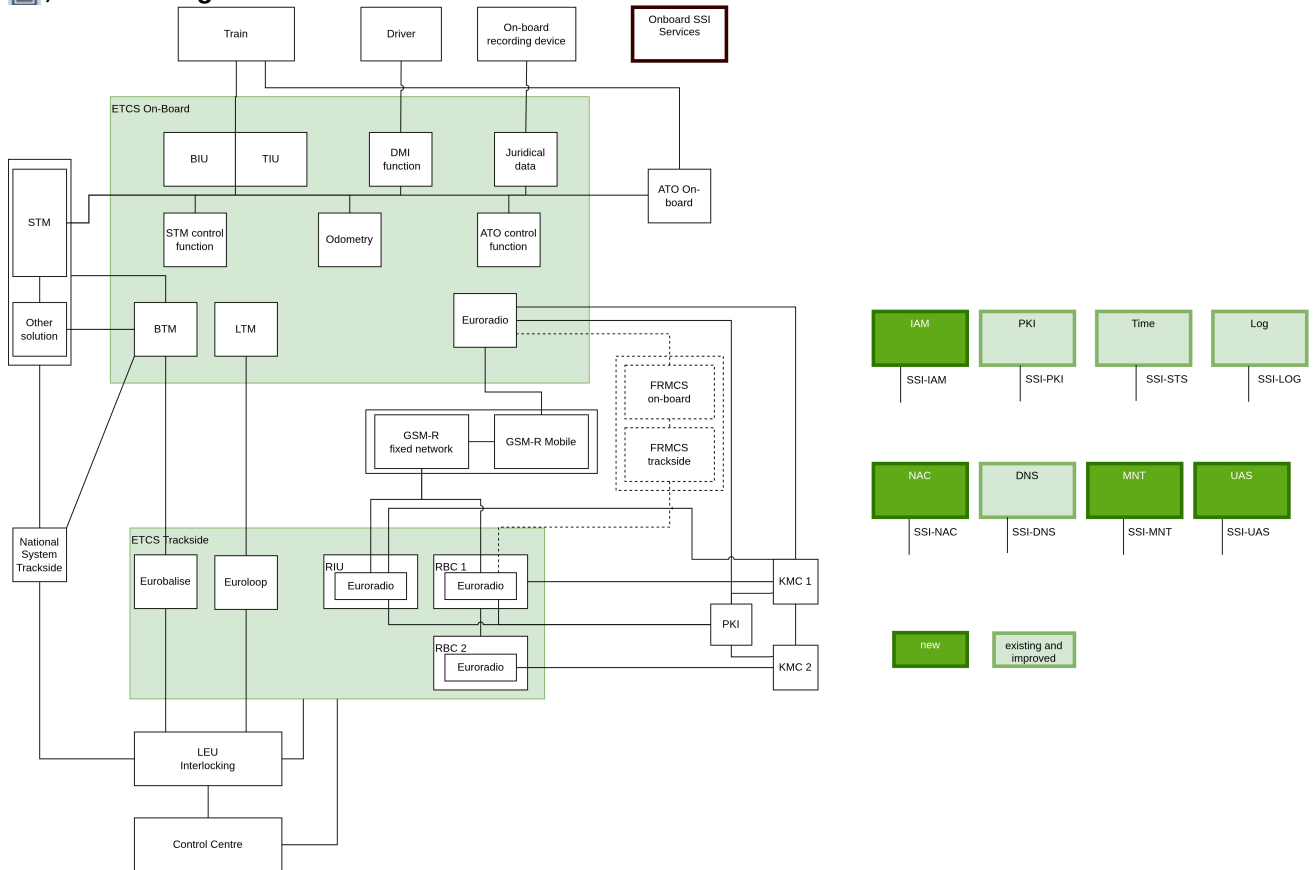 Train
Driver
On-board
recording device
Onboard SSI
Services
ETCS On-Board
BIU
TIU
DMI
function
Juridical
data
ATO On-
board
STM
STM control
function
Odometry
ATO control
function
Other
solution
BTM
LTM
Euroradio
IAM
PKI
Time
Log
SSI-IAM
SSI-PKI
SSI-STS
SSI-LOG
FRMCS
on-board
GSM-R
fixed network
GSM-R Mobile
FRMCS
trackside
NAC
DNS
MNT
UAS
SSI-NAC
SSI-DNS
SSI-MNT
SSI-UAS
National
System
Trackside
ETCS Trackside
Eurobalise
Euroloop
RIU
Euroradio
RBC 1
Euroradio
KMC 1
PKI
RBC 2
Euroradio
KMC 2
new
existing and
improved
LEU
Interlocking
Control Centre